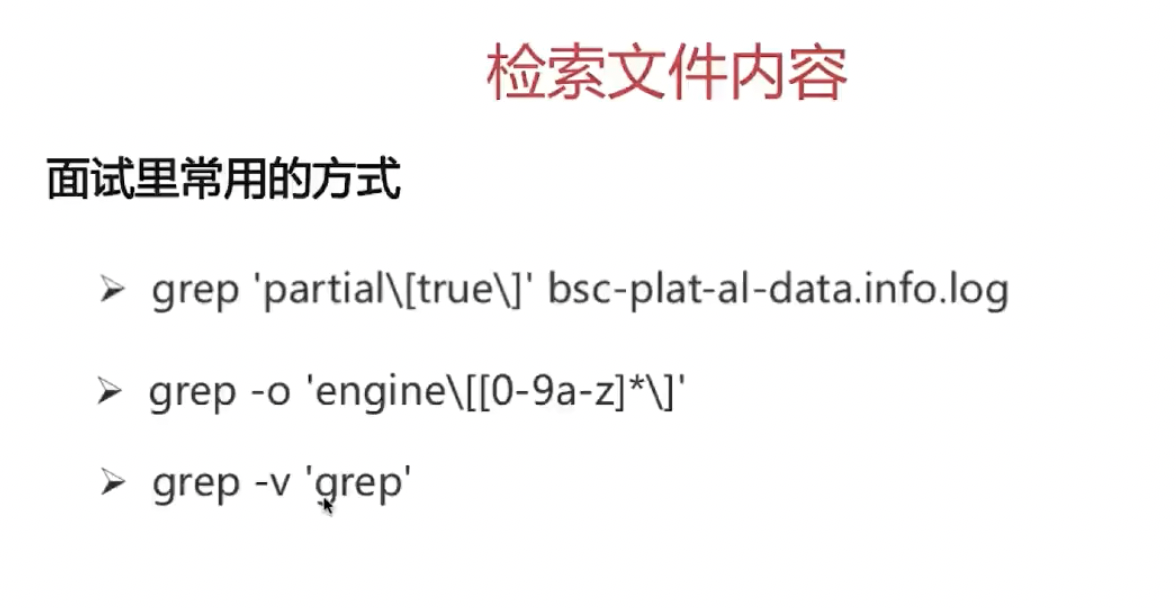 检索文件内容
面试里常用的方式
➢ grep 'partial\[true\]' bsc-plat-al-data.info.log
➢ grep -o 'engine\[[0-9a-z]*\]'
➢ grep -v 'grep'